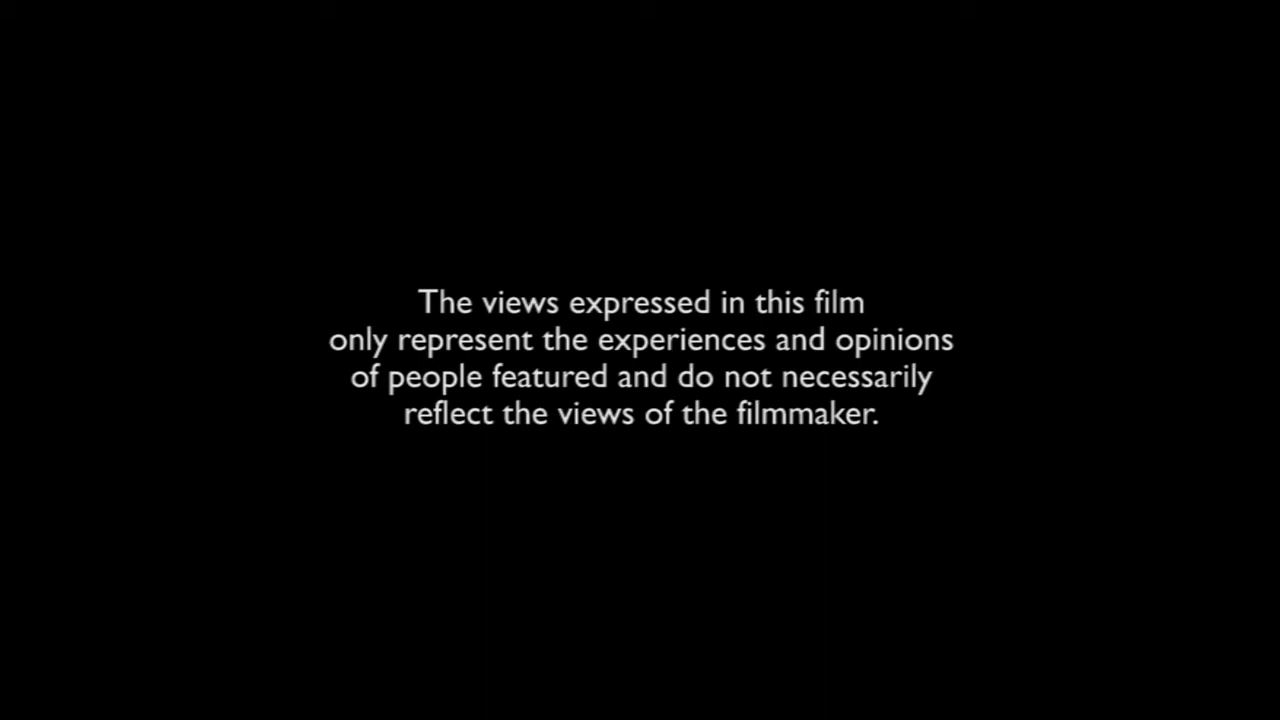 The views expressed in this film
only represent the experiences and opinions
of people featured and do not necessarily
reflect the views of the filmmaker.